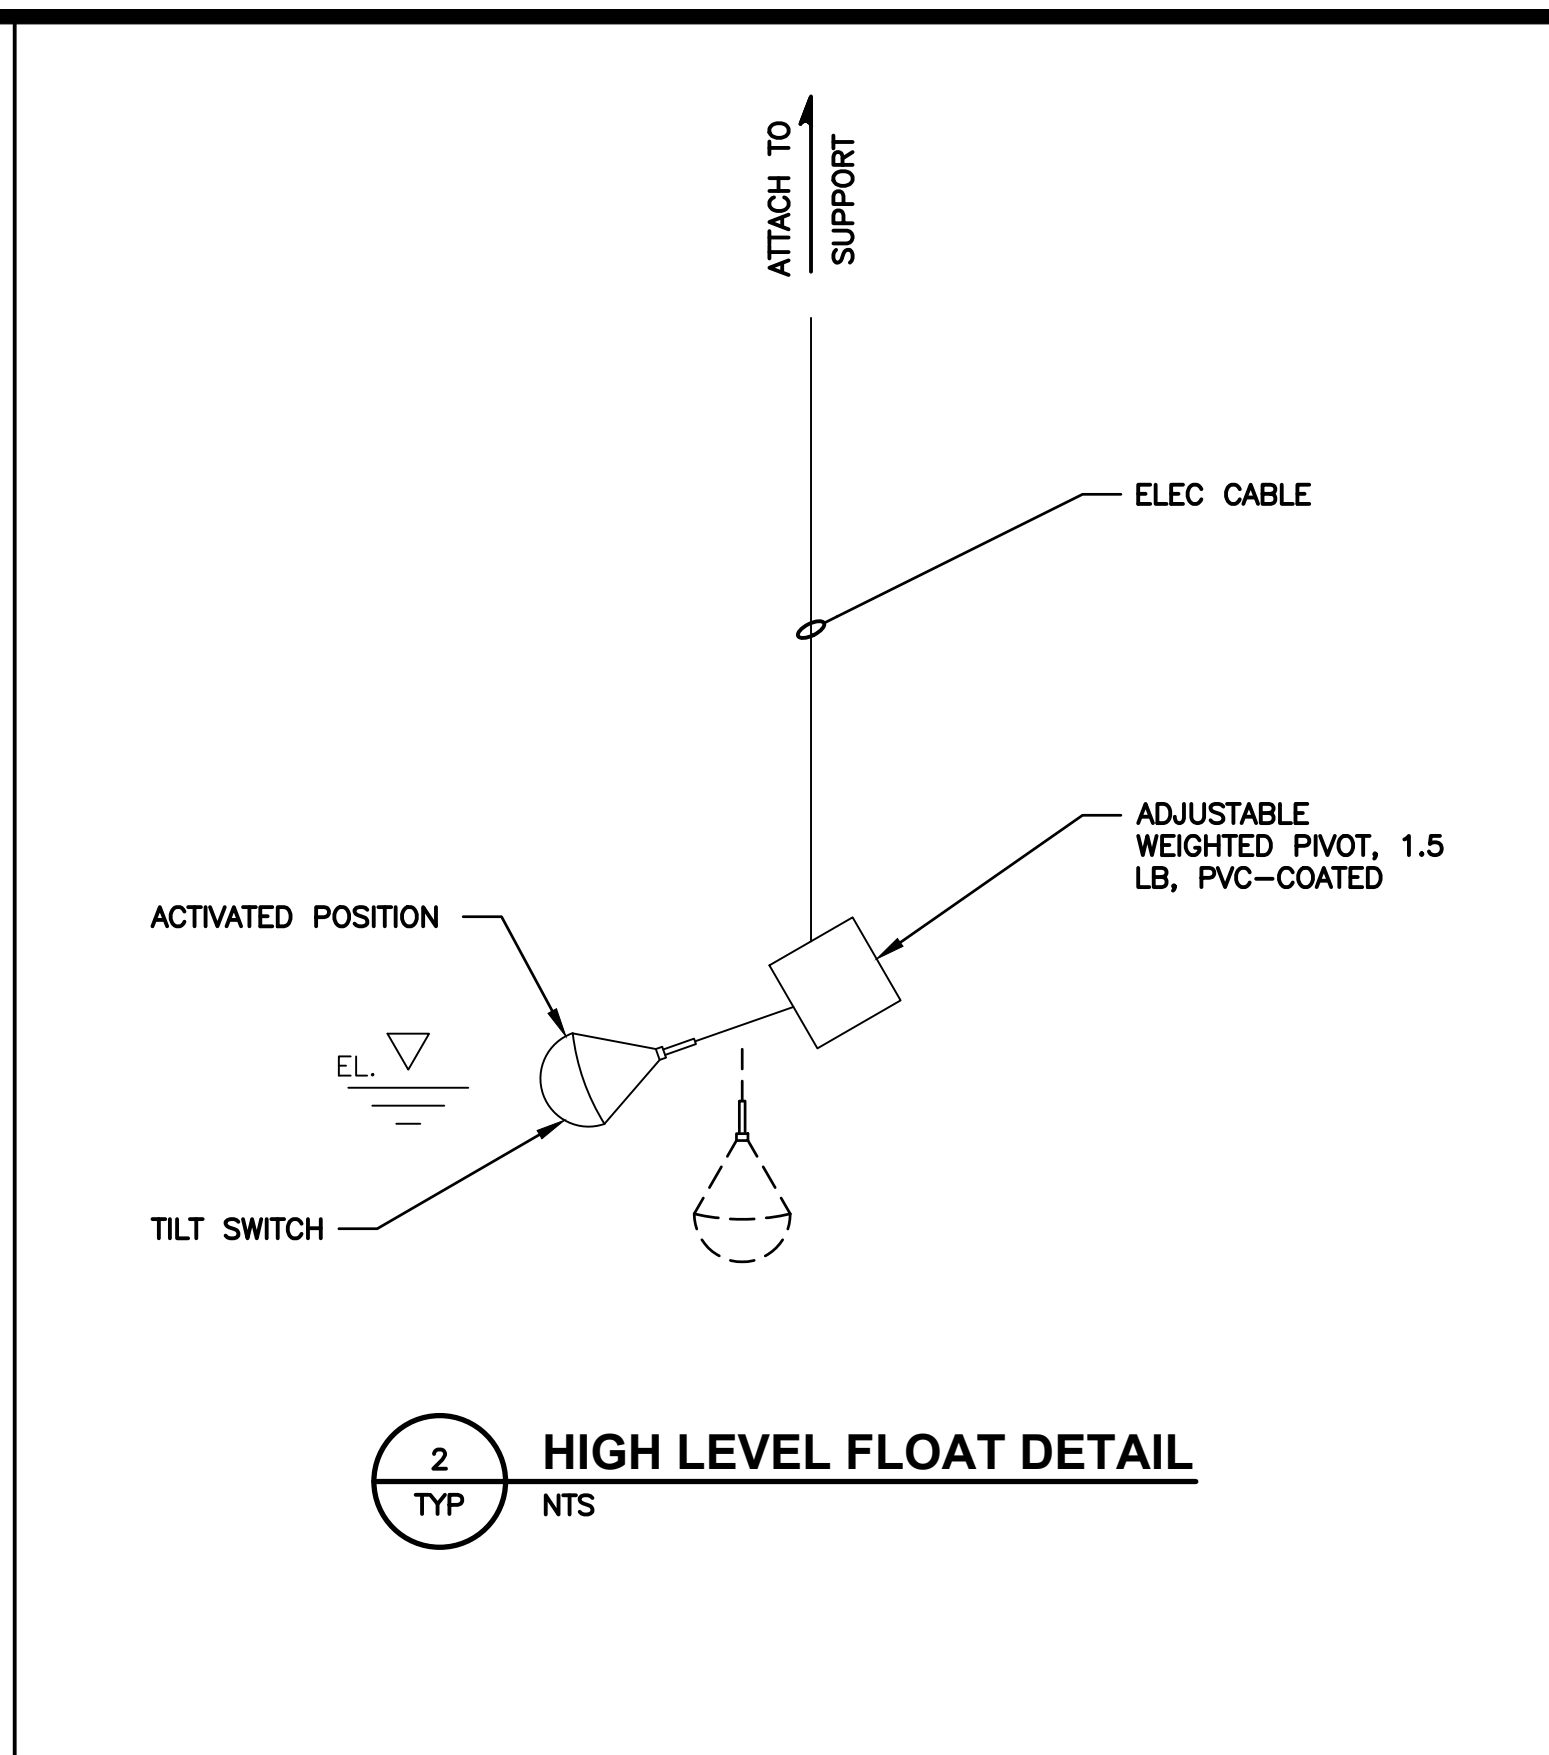 ATTACH TO
SUPPORT
ELEC CABLE
ADJUSTABLE
WEIGHTED PIVOT, 1.5
LB, PVC-COATED
ACTIVATED POSITION
EL.
TILT SWITCH
2
TYP
HIGH LEVEL FLOAT DETAIL
NTS